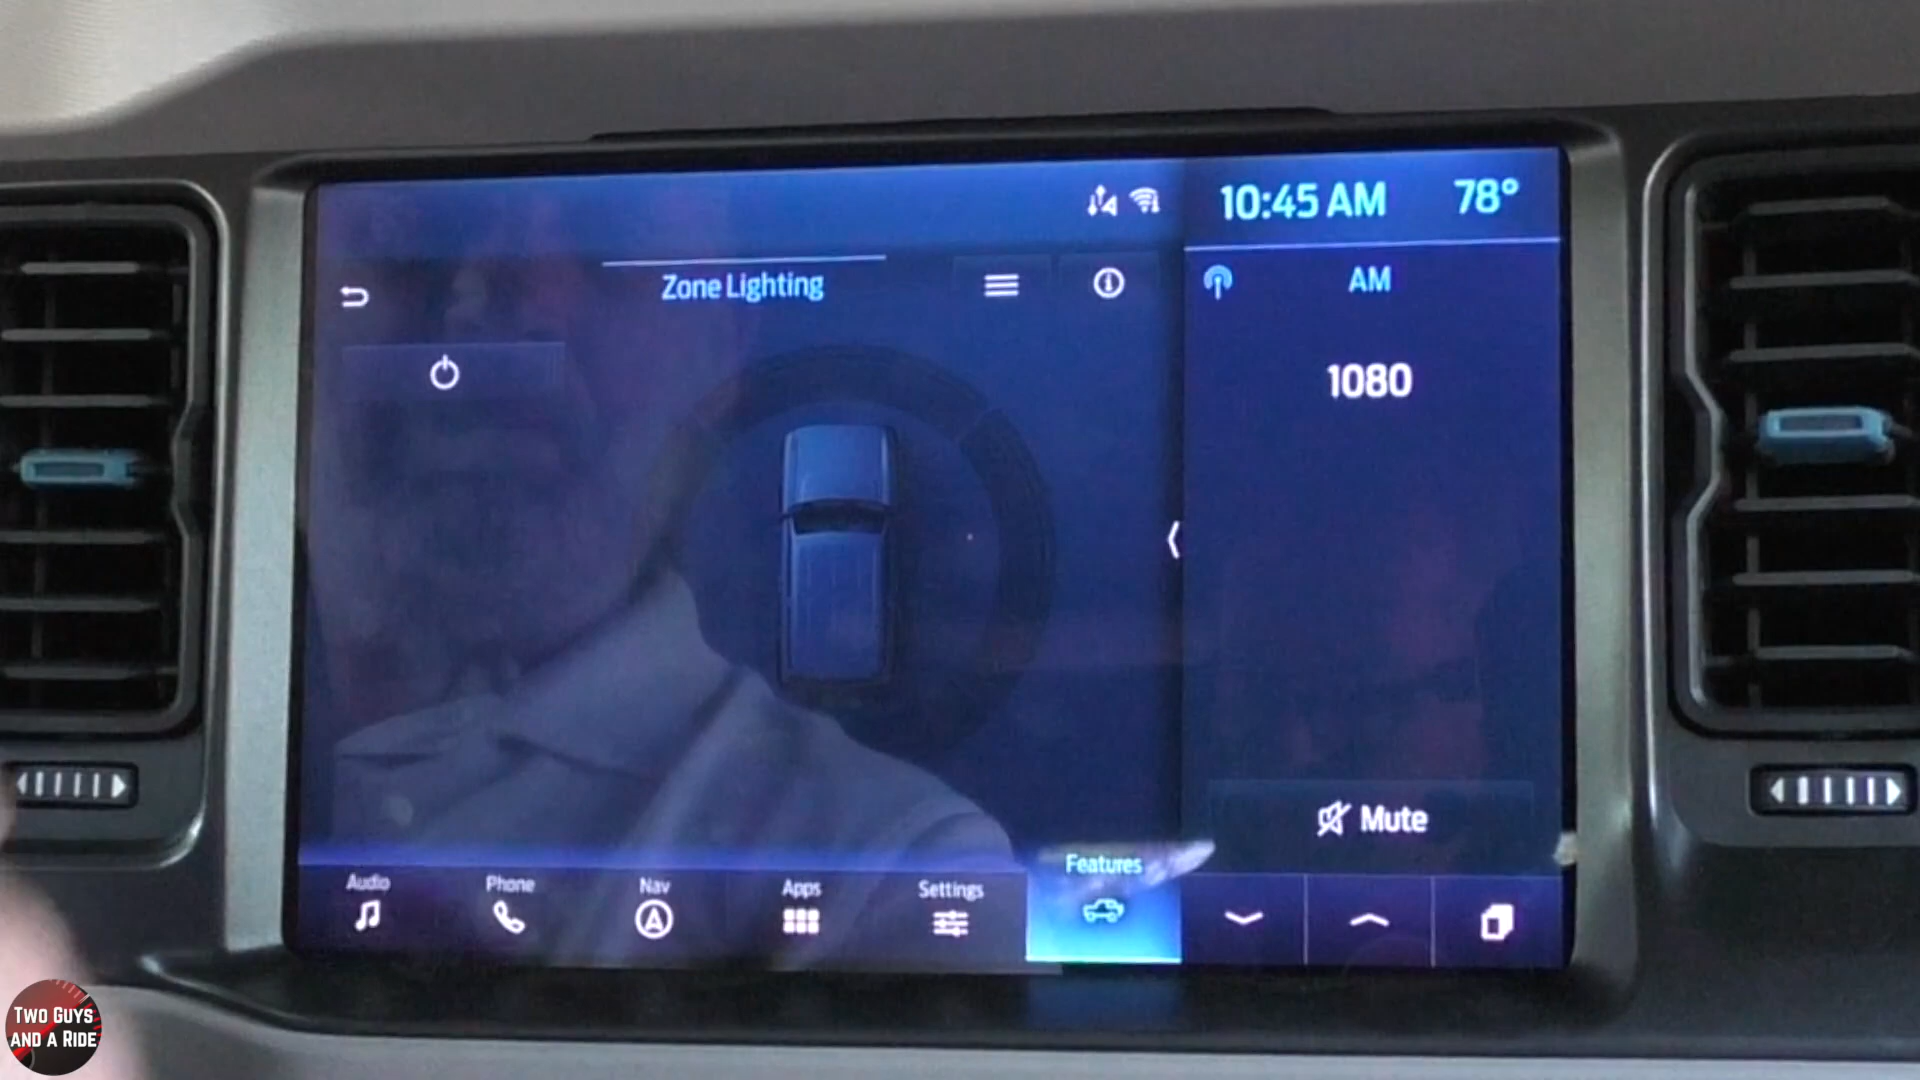 10:45 AM 78°
Zone Lighting
AM
1080
Mute
Features
Audio Phone Nav Apps Settings
TWO GUYS
AND A RIDE